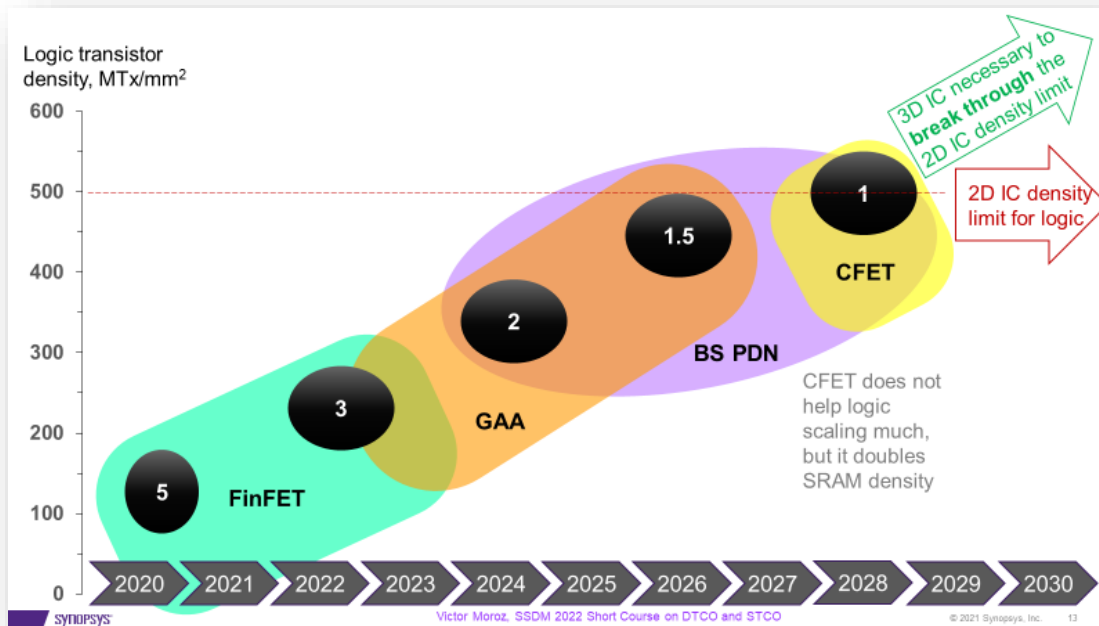 Logic transistor
density, MTx/mm²
600
500
400
300
200
100
0
3D IC necessary to
break through the
2D IC density limit
2D IC density
limit for logic
1
1.5
2
3
5
CFET
BS PDN
GAA
FinFET
CFET does not
help logic
scaling much,
but it doubles
SRAM density
2020 2021 2022 2023 2024 2025 2026 2027 2028 2029 2030
SYNOPSYS®
Victor Moroz, SSDM 2022 Short Course on DTCO and STCO
© 2021 Synopsys, Inc. 13